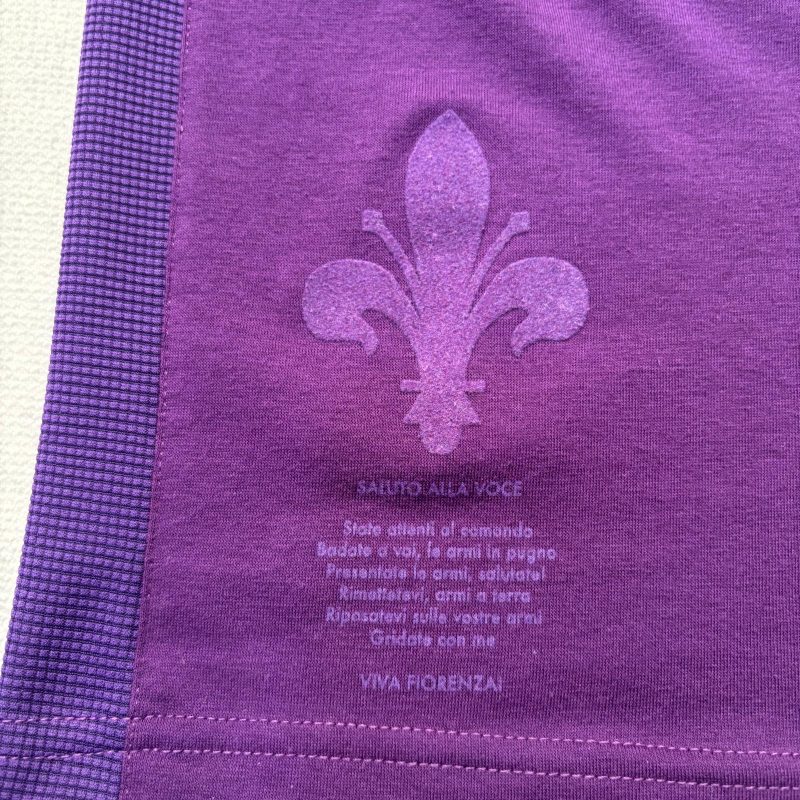 SALUTO ALLA VOCE
State attenti al comando
Badate a voi, le armi in pugno
Presentate le armi, salutate!
Rimettetevi, armi a terra
Riposatevi sulle vostre armi
Gridate con me
VIVA FIORENZA!